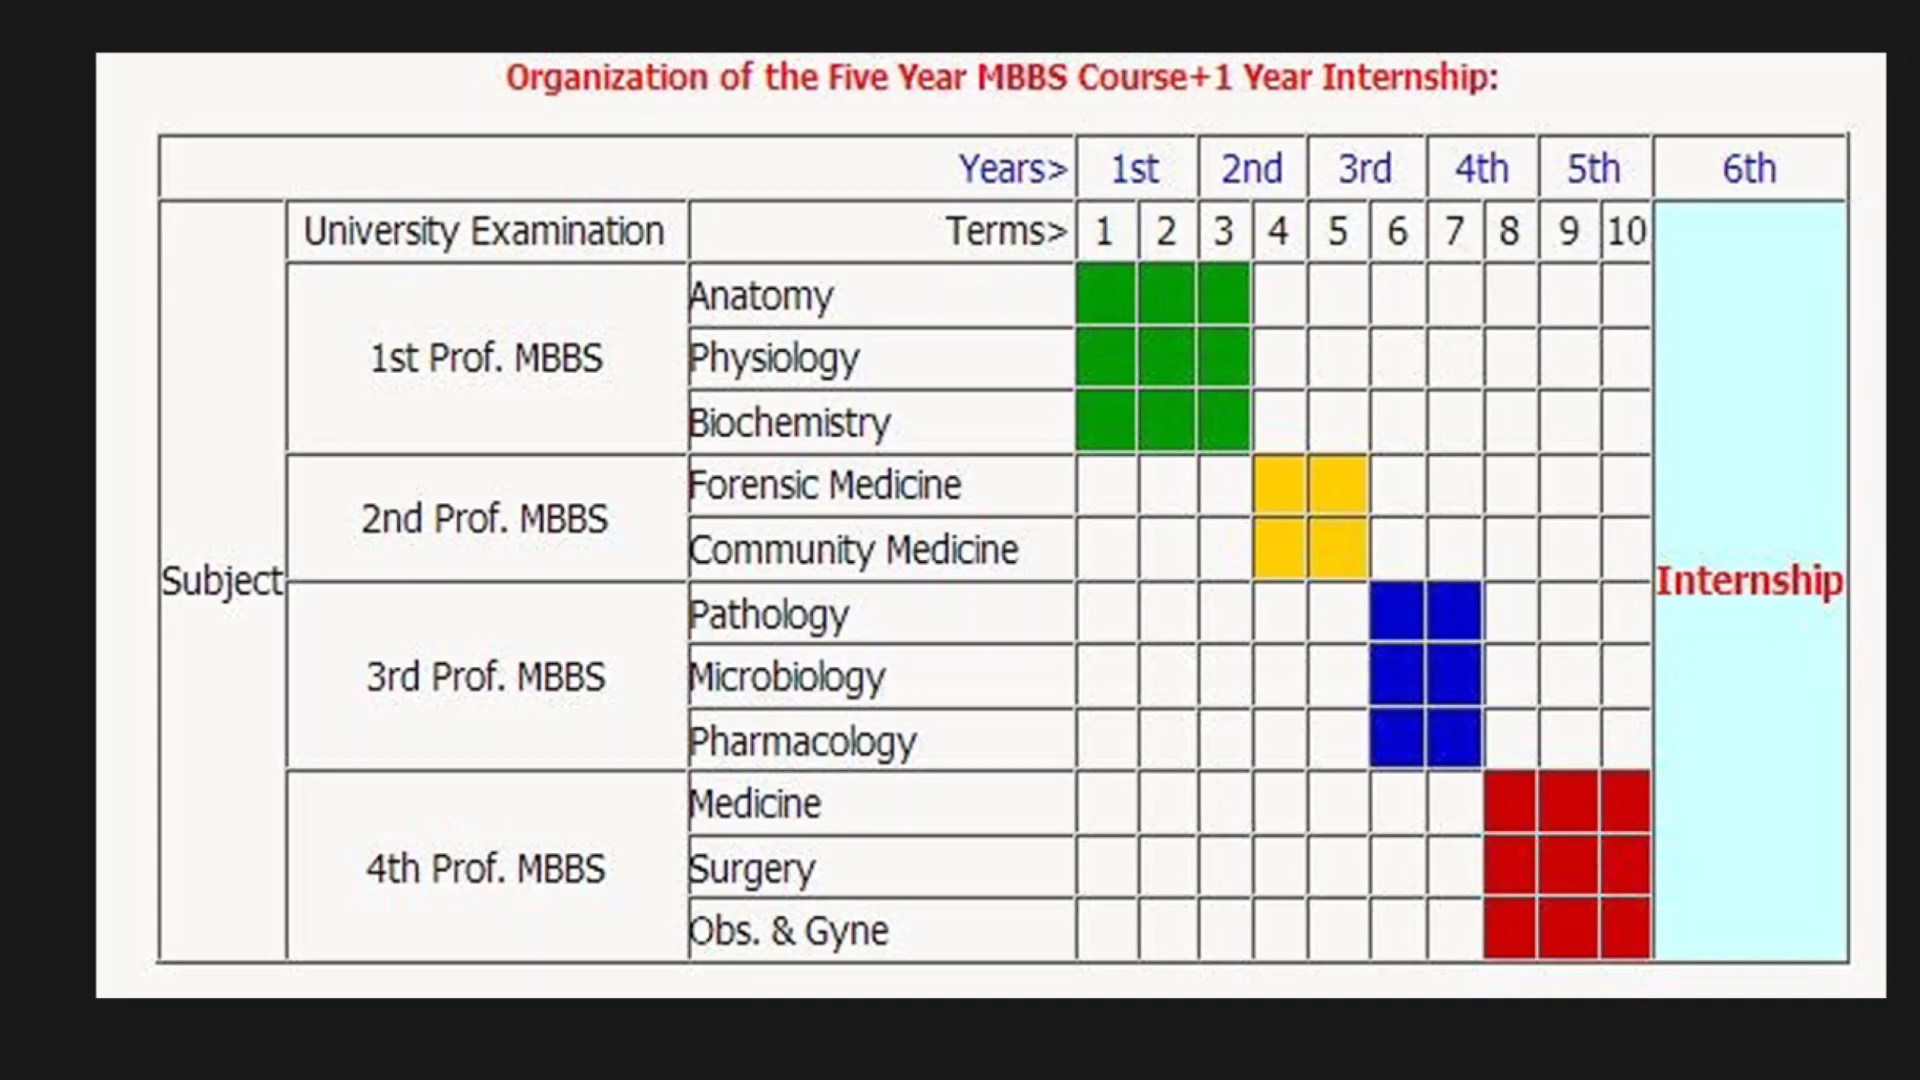 Organization of the Five Year MBBS Course+1 Year Internship:
Years> 1st 2nd 3rd 4th 5th 6th
University Examination Terms> 1 2 3 4 5 6 7 8 9 10
Subject
1st Prof. MBBS
Anatomy
Physiology
Biochemistry
2nd Prof. MBBS
Forensic Medicine
Community Medicine
3rd Prof. MBBS
Pathology
Microbiology
Pharmacology
4th Prof. MBBS
Medicine
Surgery
Obs. & Gyne
Internship